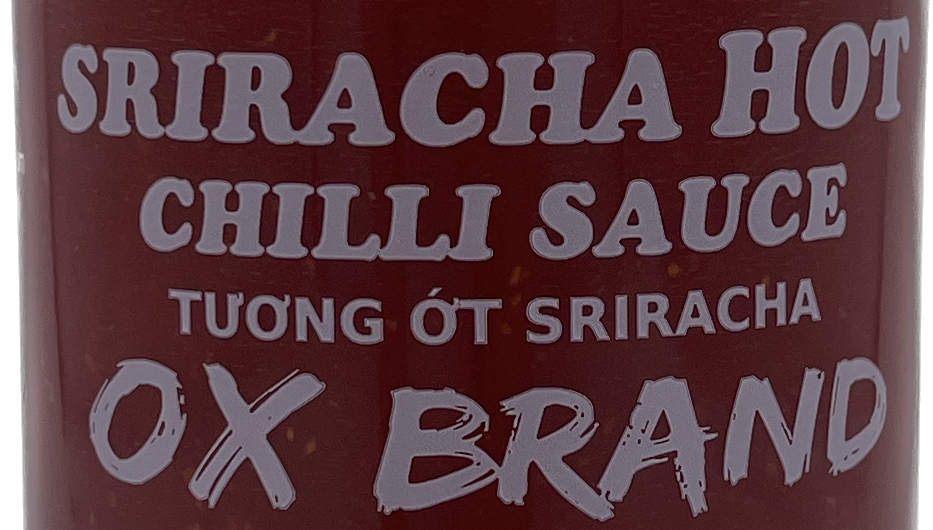 SRIRACHA HOT
CHILLI SAUCE
TƯƠNG ỚT SRIRACHA
OX BRAND